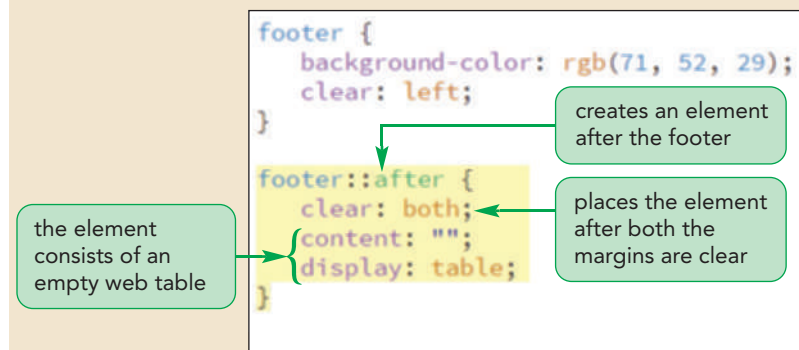 footer {
background-color: rgb(71, 52, 29);
clear: left;
}
creates an element
after the footer
footer::after {
clear: both;
content: "";
display: table;
}
places the element
after both the
margins are clear
the element
consists of an
empty web table